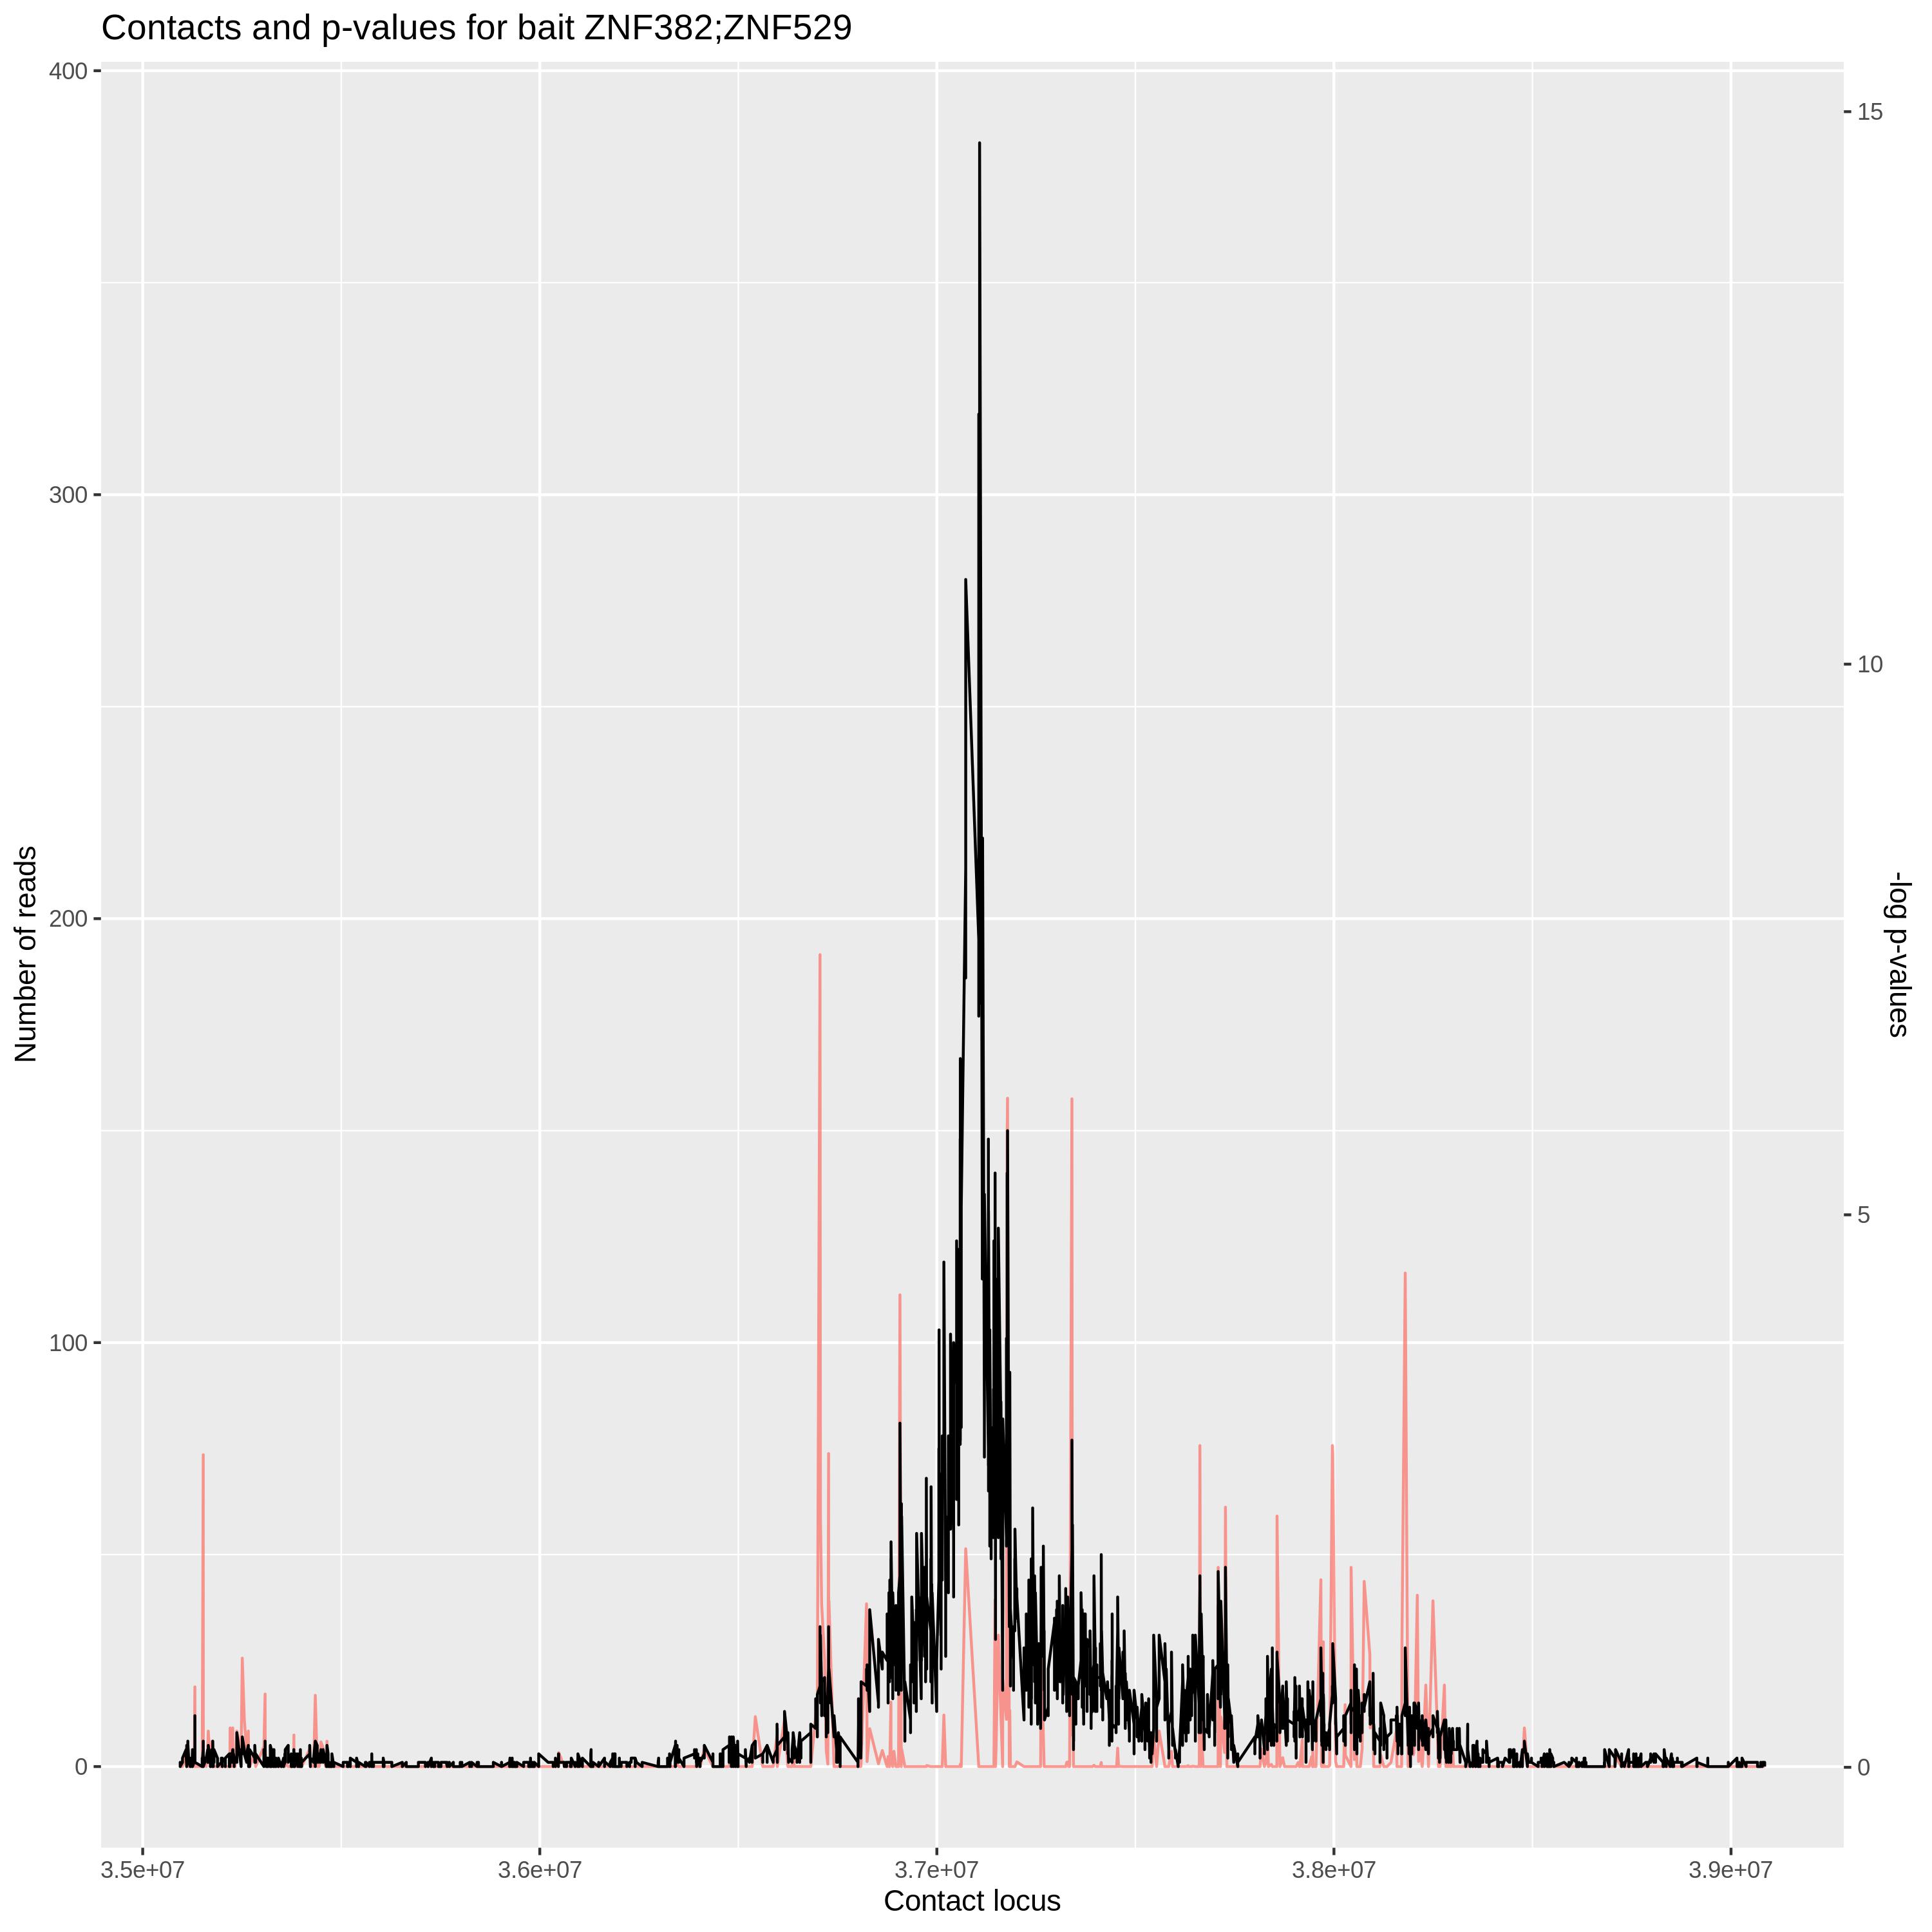 Contacts and p-values for bait ZNF382;ZNF529
400
300
200
100
0
Number of reads
15
10
5
0
-log p-values
3.5e+07 3.6e+07 3.7e+07 3.8e+07 3.9e+07
Contact locus